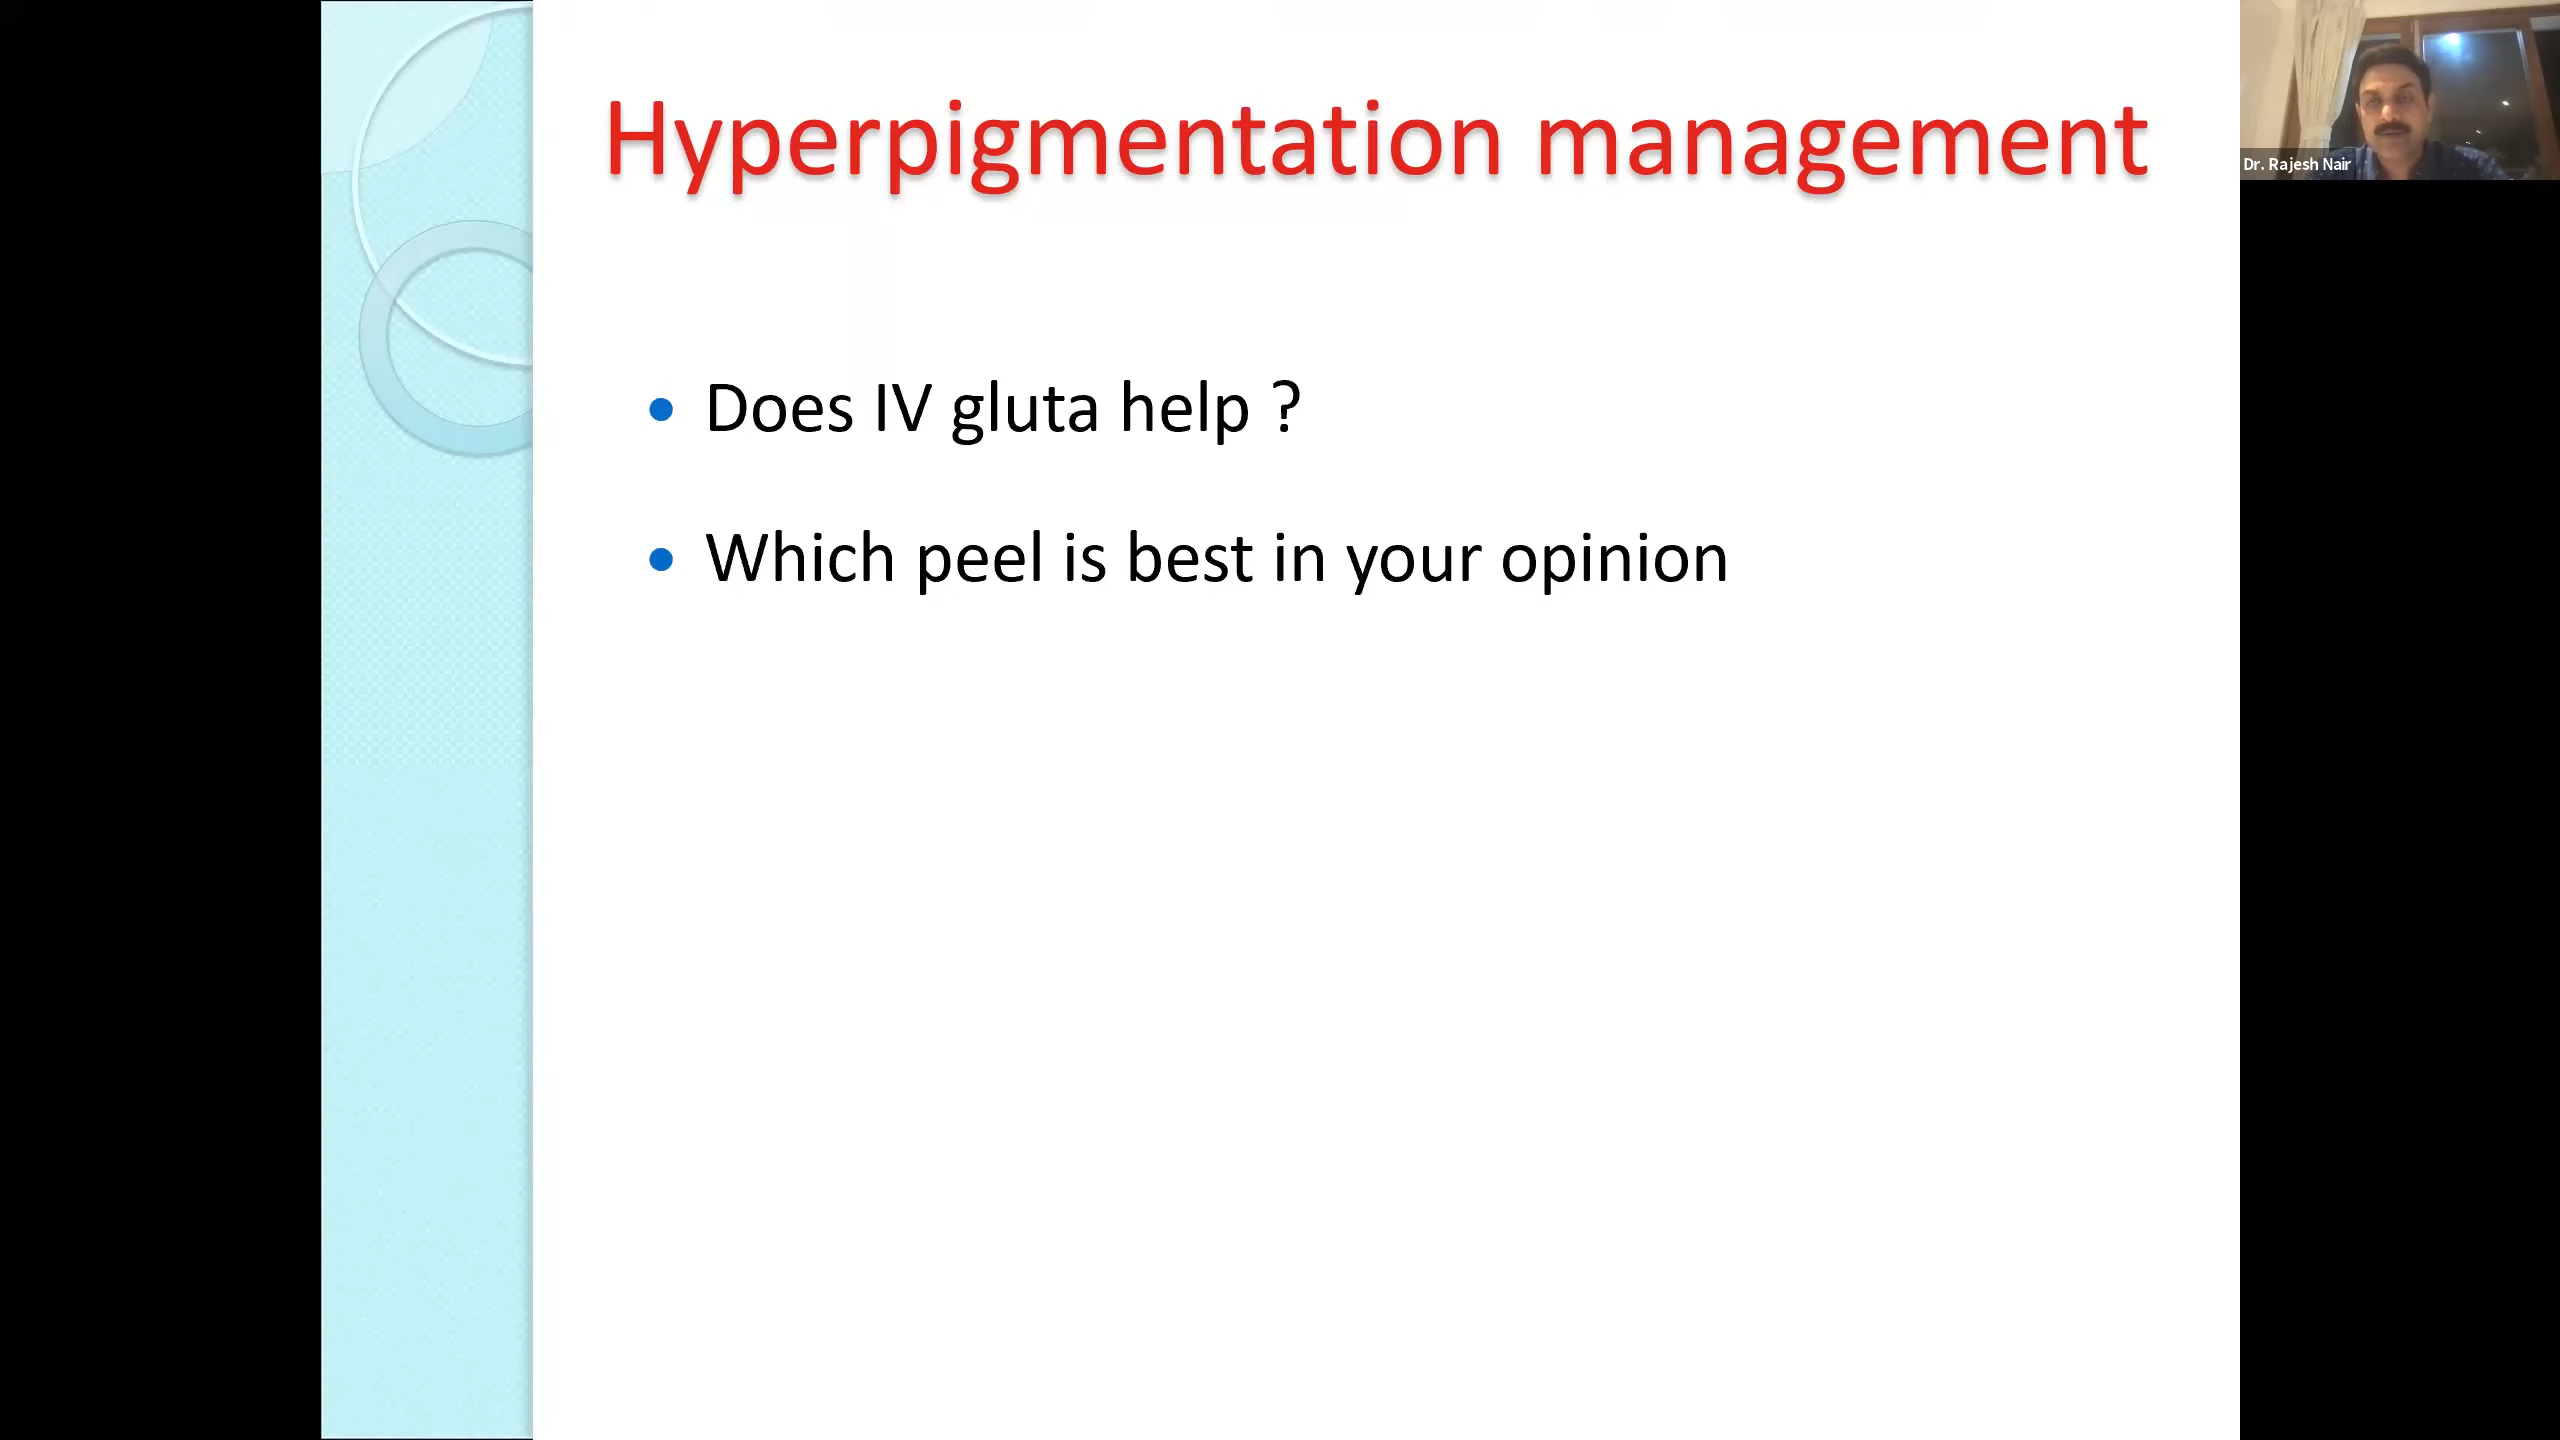 Hyperpigmentation management
Dr. Rajesh Nair
• Does IV gluta help ?
• Which peel is best in your opinion